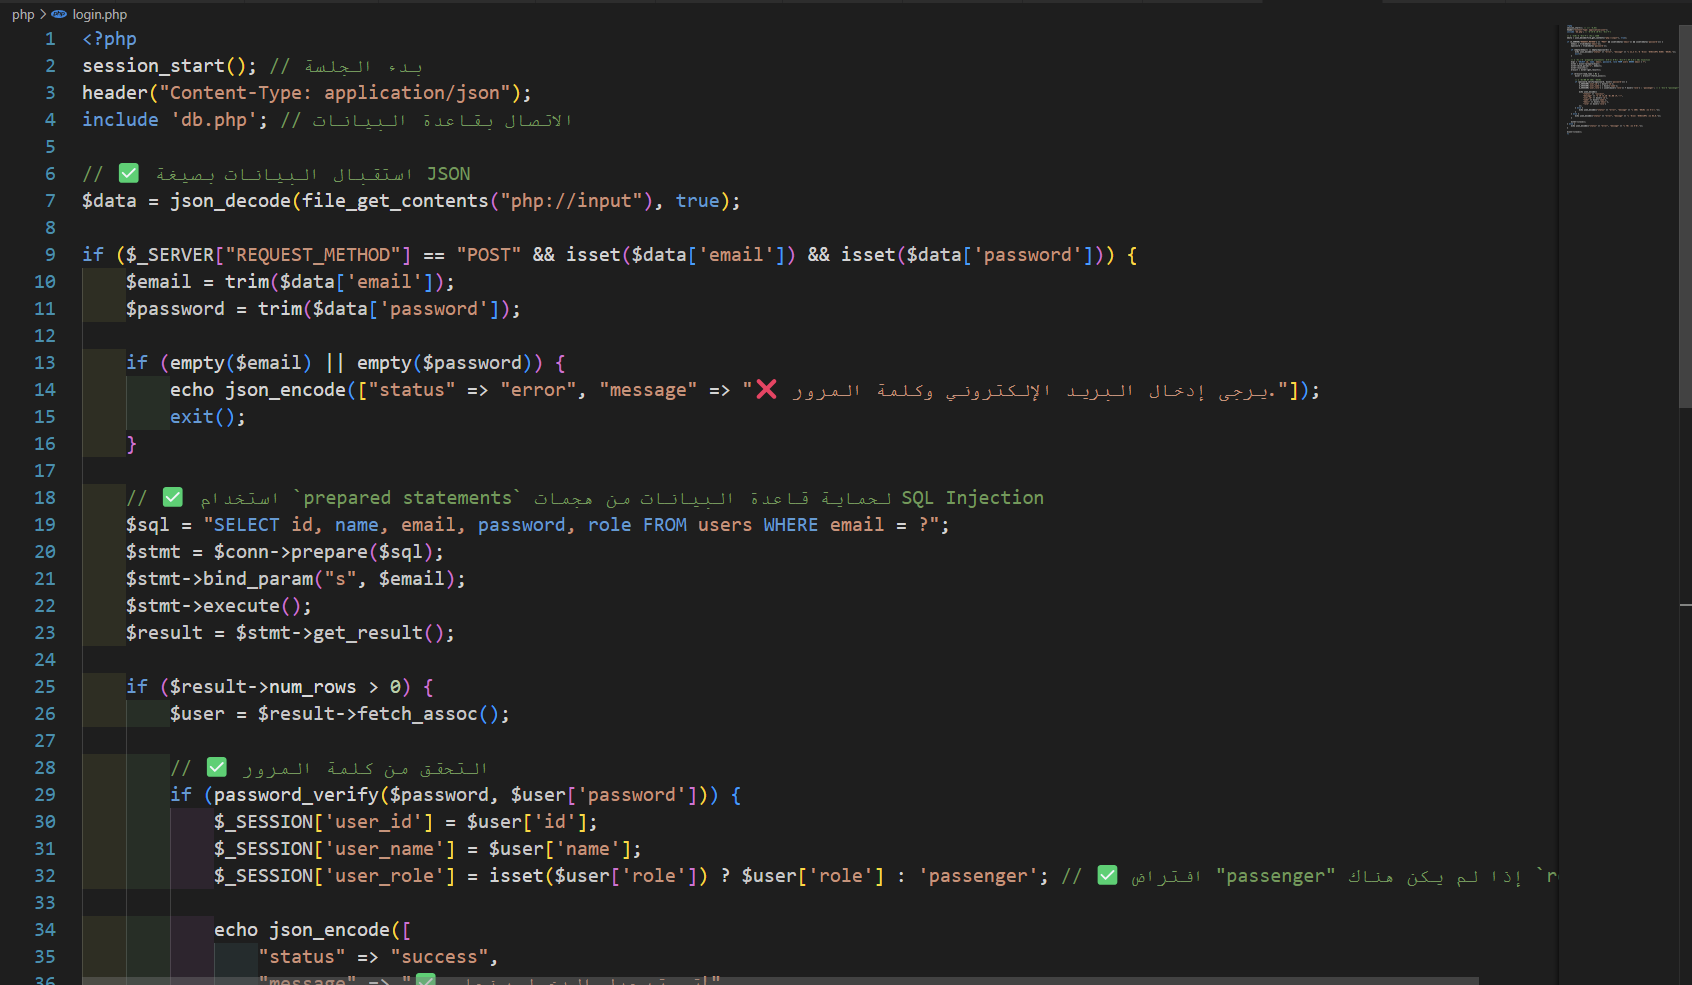 php > login.php
1 <?php
2 session_start(); // بدء الجلسة
3 header("Content-Type: application/json");
4 include 'db.php'; // الاتصال بقاعدة البيانات
5
6 // ✅ استقبال البيانات بصيغة JSON
7 $data = json_decode(file_get_contents("php://input"), true);
8
9 if ($_SERVER["REQUEST_METHOD"] == "POST" && isset($data['email']) && isset($data['password'])) {
10 $email = trim($data['email']);
11 $password = trim($data['password']);
12
13 if (empty($email) || empty($password)) {
14 echo json_encode(["status" => "error", "message" => "❌ يرجى إدخال البريد الإلكتروني وكلمة المرور."]);
15 exit();
16 }
17
18 // ✅ استخدام `prepared statements` لحماية قاعدة البيانات من هجمات SQL Injection
19 $sql = "SELECT id, name, email, password, role FROM users WHERE email = ?";
20 $stmt = $conn->prepare($sql);
21 $stmt->bind_param("s", $email);
22 $stmt->execute();
23 $result = $stmt->get_result();
24
25 if ($result->num_rows > 0) {
26 $user = $result->fetch_assoc();
27
28 // ✅ التحقق من كلمة المرور
29 if (password_verify($password, $user['password'])) {
30 $_SESSION['user_id'] = $user['id'];
31 $_SESSION['user_name'] = $user['name'];
32 $_SESSION['user_role'] = isset($user['role']) ? $user['role'] : 'passenger'; // ✅ افتراض "passenger" إذا لم يكن هناك `r
33
34 echo json_encode([
35 "status" => "success",
36 "message" => "✅